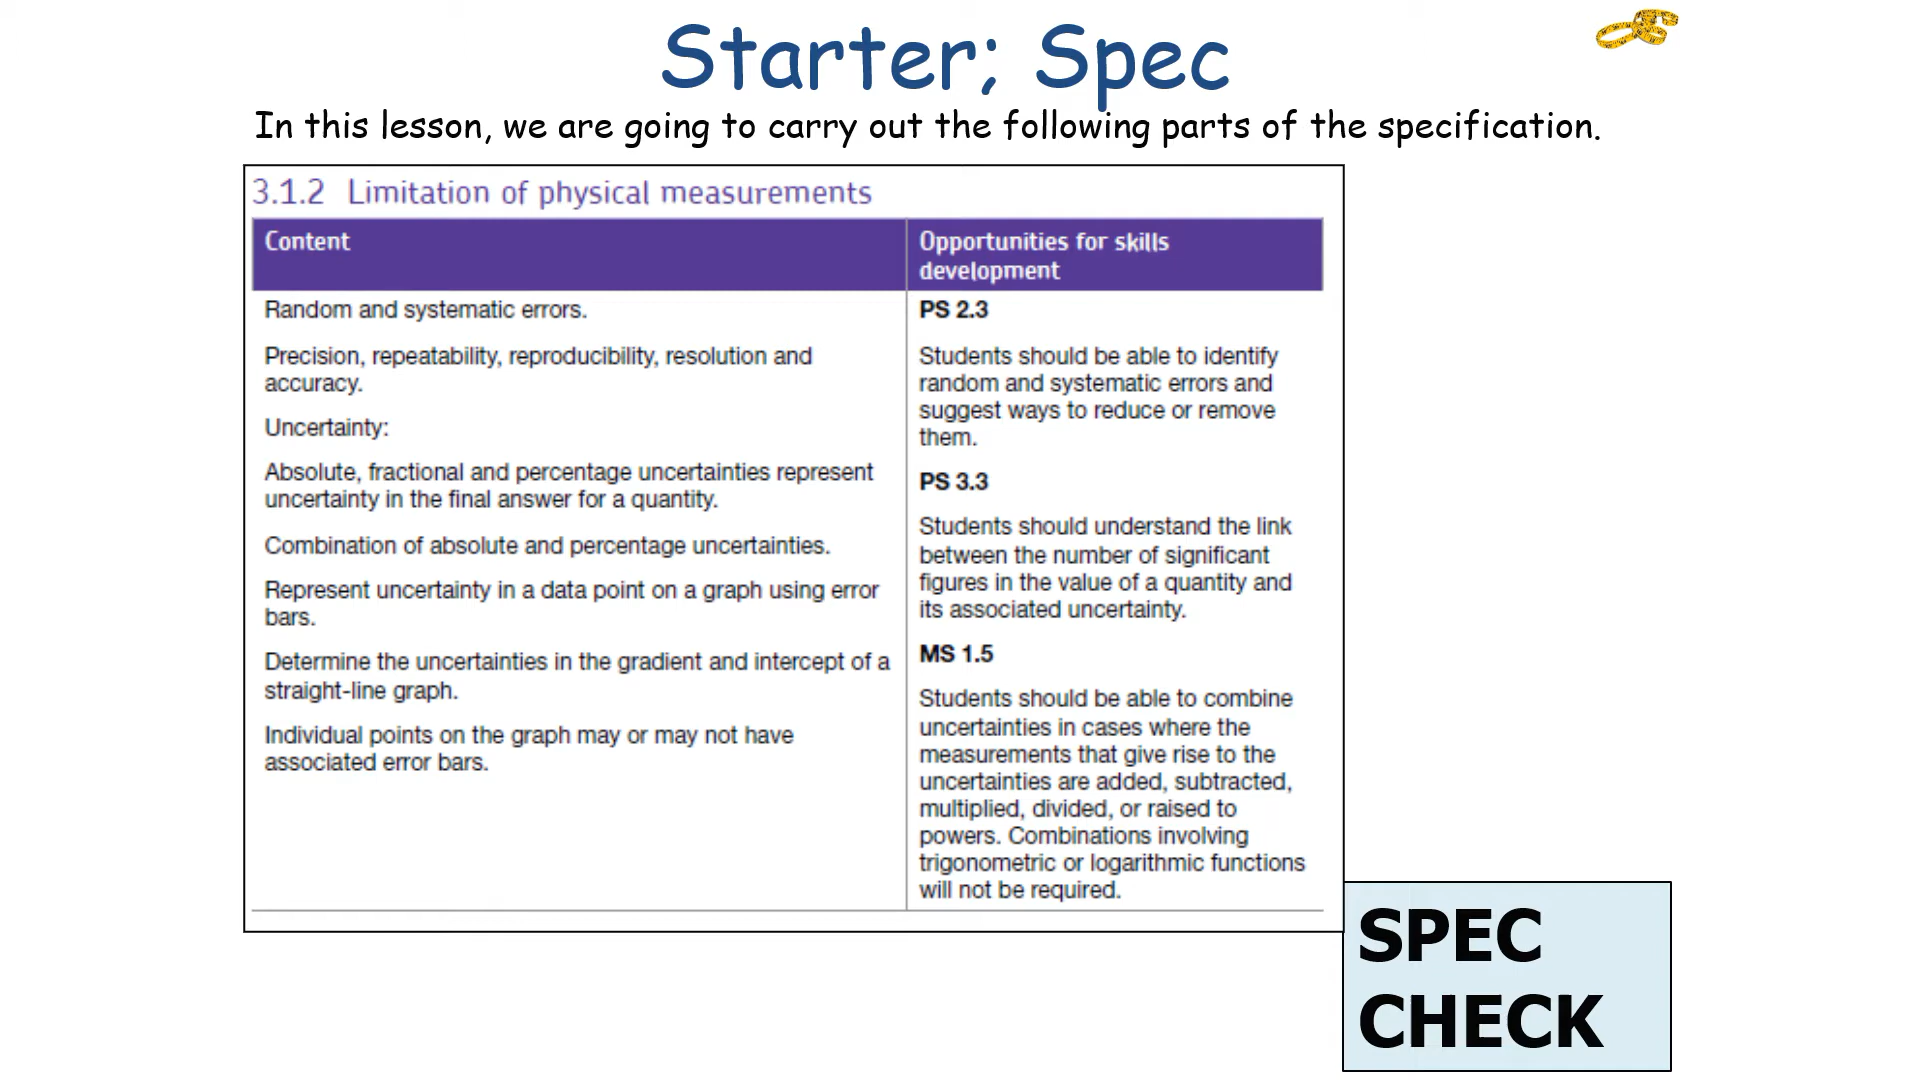 Starter; Spec
In this lesson, we are going to carry out the following parts of the specification.
3.1.2 Limitation of physical measurements
Content
Opportunities for skills
development
Random and systematic errors.
Precision, repeatability, reproducibility, resolution and
accuracy.
Uncertainty:
Absolute, fractional and percentage uncertainties represent
uncertainty in the final answer for a quantity.
Combination of absolute and percentage uncertainties.
Represent uncertainty in a data point on a graph using error
bars.
Determine the uncertainties in the gradient and intercept of a
straight-line graph.
Individual points on the graph may or may not have
associated error bars.
PS 2.3
Students should be able to identify
random and systematic errors and
suggest ways to reduce or remove
them.
PS 3.3
Students should understand the link
between the number of significant
figures in the value of a quantity and
its associated uncertainty.
MS 1.5
Students should be able to combine
uncertainties in cases where the
measurements that give rise to the
uncertainties are added, subtracted,
multiplied, divided, or raised to
powers. Combinations involving
trigonometric or logarithmic functions
will not be required.
SPEC
CHECK